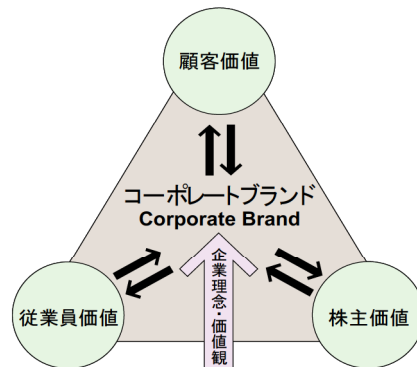 顧客価値
コーポレートブランド
Corporate Brand
企業理念・価値観
従業員価値
株主価値